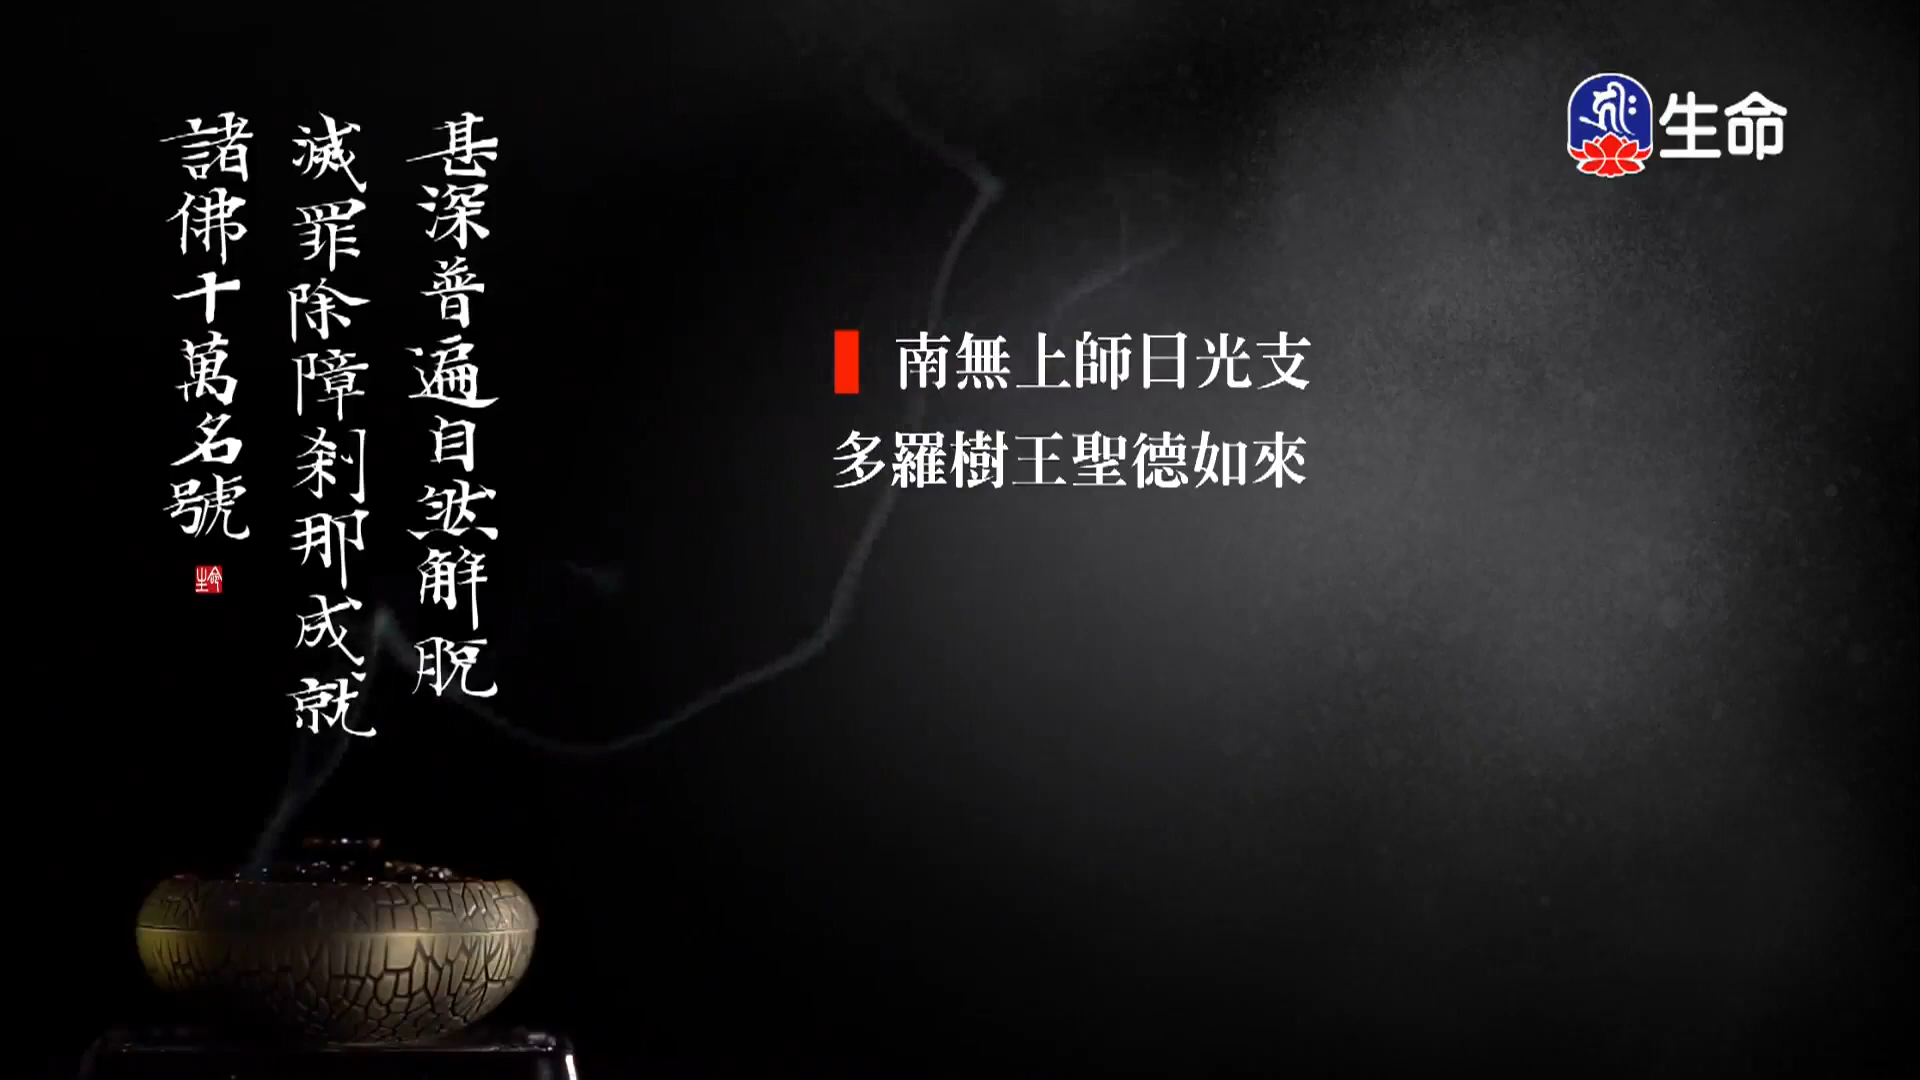 甚深普遍自然解脫
滅罪除障剎那成就
諸佛十萬名號
生命
南無上師日光支
多羅樹王聖德如來
生命